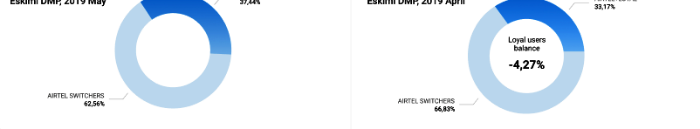 Eskimi DMP, 2019 May
37,44%
AIRTEL SWITCHERS
62,56%
Eskimi DMP, 2019 April
33,17%
Loyal users
balance
-4,27%
AIRTEL SWITCHERS
66,83%